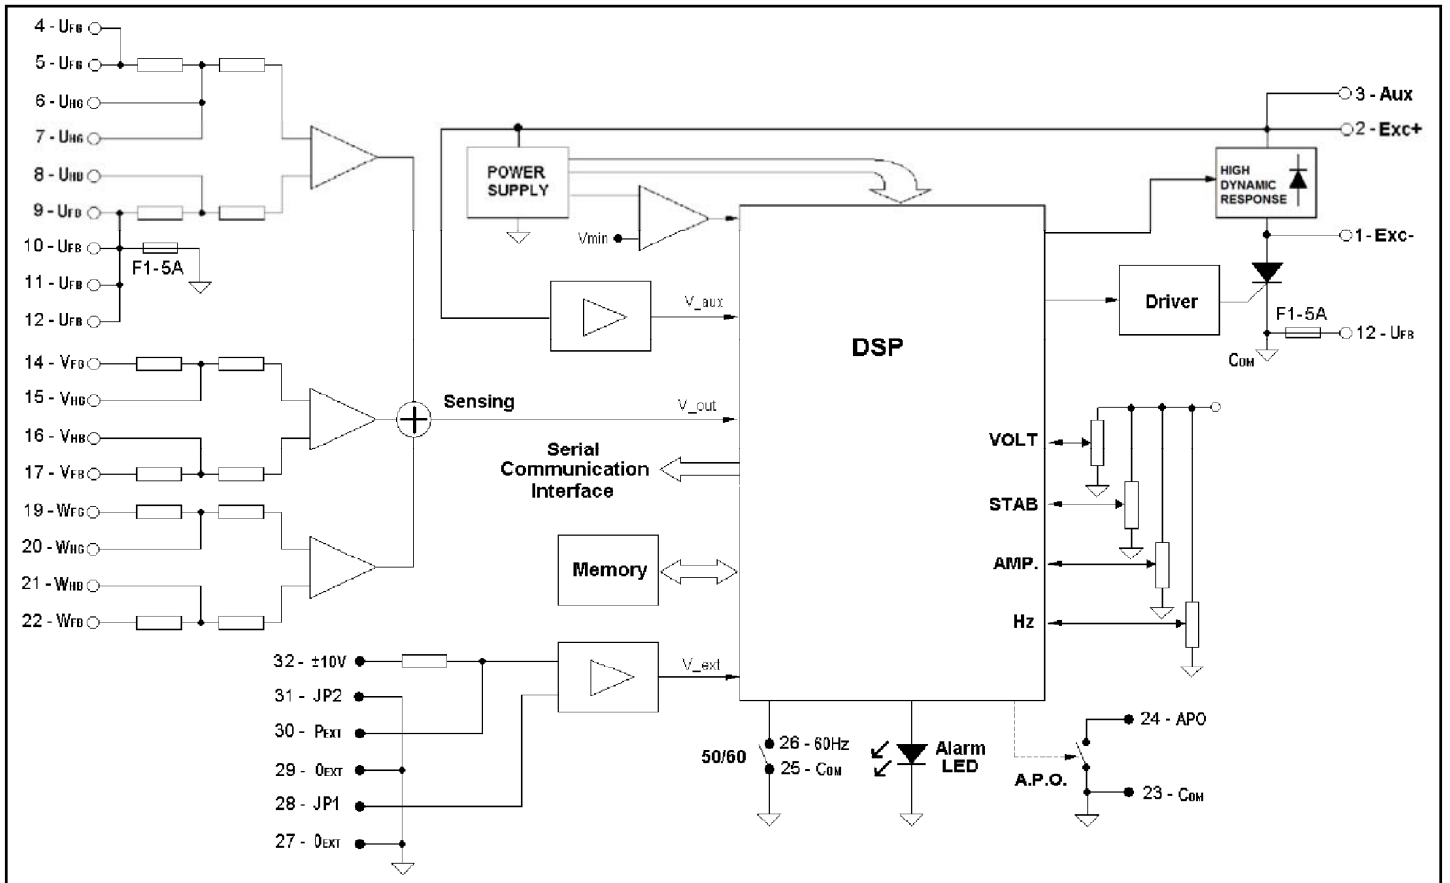 4 - UFG
5 - UFG
6 - UHG
7 - UHG
8 - UHB
9 - UFB
10 - UFB
F1-5A
11 - UFB
12 - UFB
14 - VFG
15 - VHG
16 - VHB
17 - VFB
19 - WFG
20 - WHG
21 - WHB
22 - WFB
Sensing
POWER
SUPPLY
Vmin
V_aux
V_out
Serial
Communication
Interface
Memory
V_ext
32 - ±10V
31 - JP2
30 - PEXT
29 - 0EXT
28 - JP1
27 - 0EXT
DSP
VOLT
STAB
AMP.
Hz
3 - Aux
2 - Exc+
HIGH
DYNAMIC
RESPONSE
1 - Exc-
Driver
F1-5A
12 - UFB
COM
50/60
26 - 60Hz
25 - COM
Alarm
LED
A.P.O.
24 - APO
23 - COM